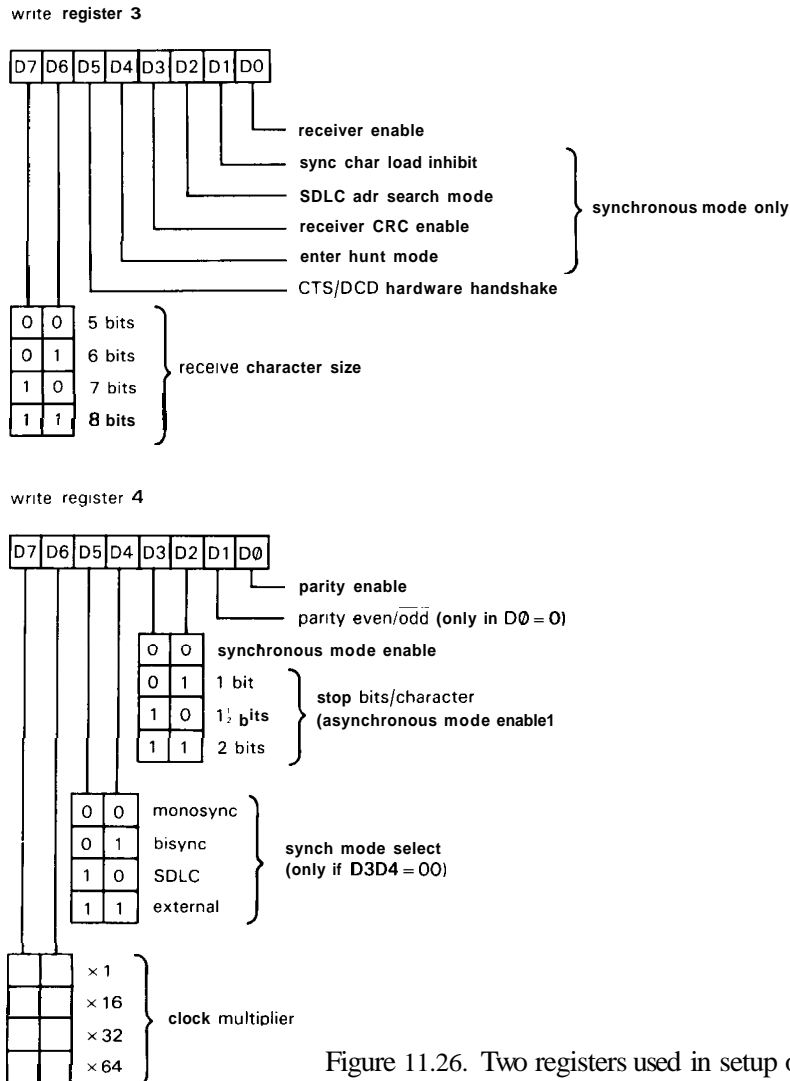 write register 3
D7 D6 D5 D4 D3 D2 D1 D0
receiver enable
sync char load inhibit
SDLC adr search mode
synchronous mode only
receiver CRC enable
enter hunt mode
CTS/DCD hardware handshake
0 0 5 bits
0 1 6 bits
receive character size
1 0 7 bits
1 1 8 bits
write register 4
D7 D6 D5 D4 D3 D2 D1 DØ
parity enable
parity even/odd (only in DØ = 0)
0 0 synchronous mode enable
0 1 1 bit
stop bits/character
1 0 1½ bits
(asynchronous mode enable1
1 1 2 bits
0 0 monosync
0 1 bisync
synch mode select
(only if D3D4 = 00)
1 0 SDLC
1 1 external
× 1
× 16
clock multiplier
× 32
× 64
Figure 11.26. Two registers used in setup o